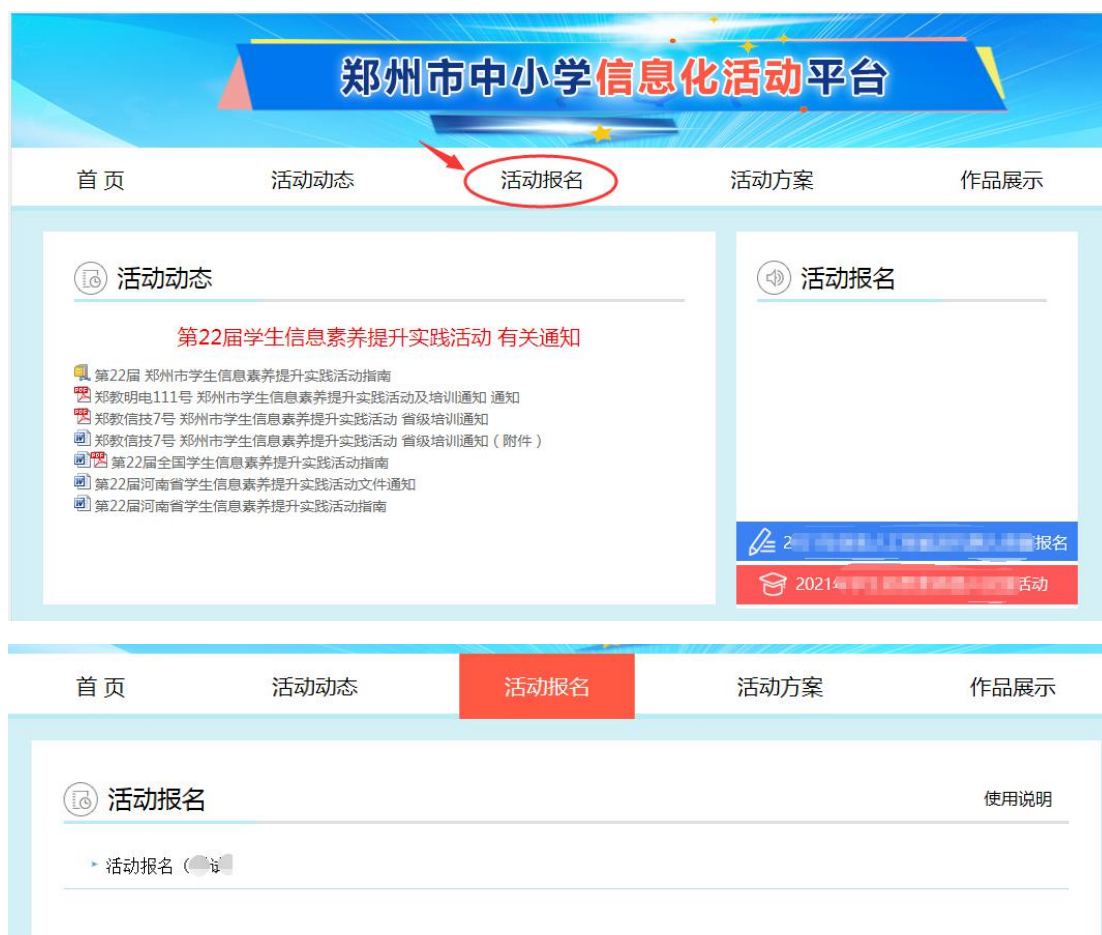 郑州市中小学信息化活动平台
首页 活动动态 活动报名 活动方案 作品展示
活动动态
第22届学生信息素养提升实践活动 有关通知
第22届 郑州市学生信息素养提升实践活动指南
郑教明电111号 郑州市学生信息素养提升实践活动及培训通知 通知
郑教信技7号 郑州市学生信息素养提升实践活动 省级培训通知
郑教信技7号 郑州市学生信息素养提升实践活动 省级培训通知（附件）
第22届全国学生信息素养提升实践活动指南
第22届河南省学生信息素养提升实践活动文件通知
第22届河南省学生信息素养提升实践活动指南
活动报名
2 报名
2021 活动
首页 活动动态 活动报名 活动方案 作品展示
活动报名
使用说明
活动报名（